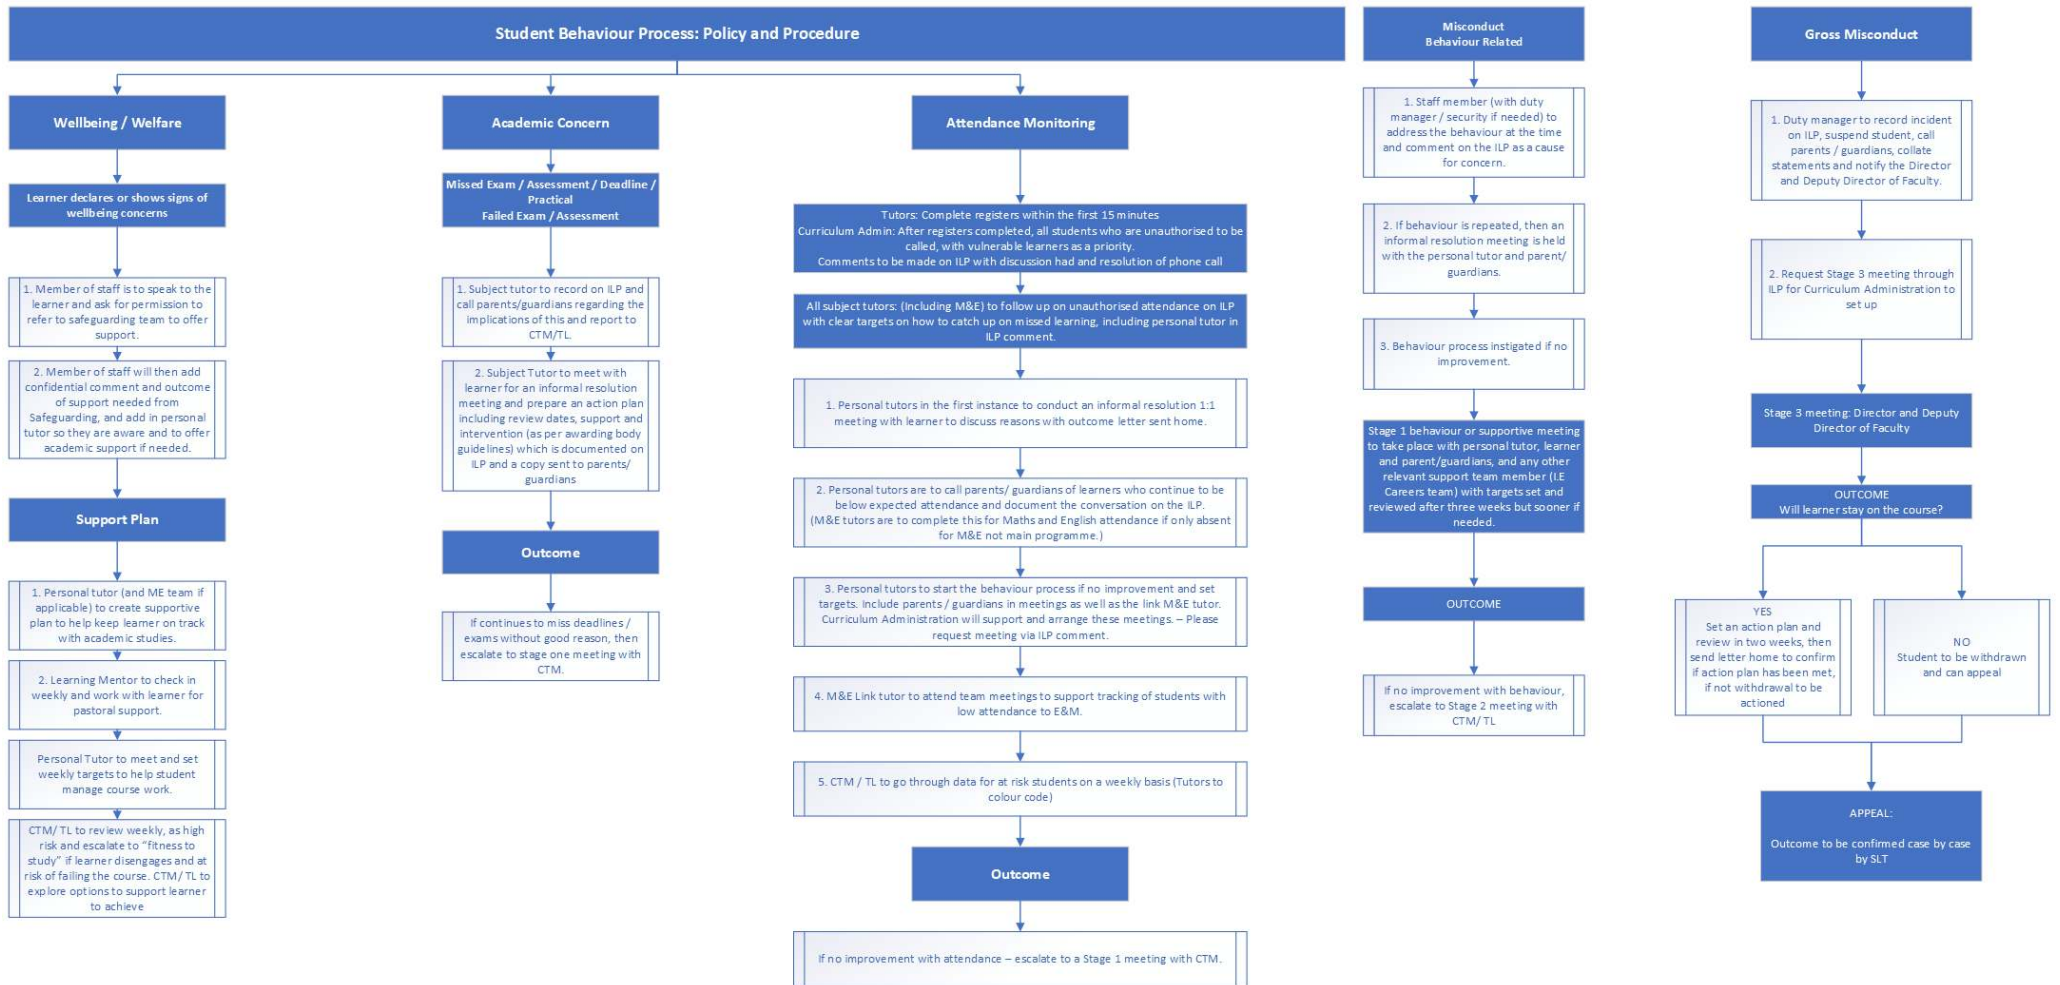 Student Behaviour Process: Policy and Procedure
Wellbeing / Welfare
Learner declares or shows signs of
wellbeing concerns
1. Member of staff is to speak to the
learner and ask for permission to
refer to safeguarding team to offer
support.
2. Member of staff will then add
confidential comment and outcome
of support needed from
Safeguarding, and add in personal
tutor so they are aware and to offer
academic support if needed.
Support Plan
1. Personal tutor (and ME team if
applicable) to create supportive
plan to help keep learner on track
with academic studies.
2. Learning Mentor to check in
weekly and work with learner for
pastoral support.
Personal Tutor to meet and set
weekly targets to help student
manage course work.
CTM/ TL to review weekly, as high
risk and escalate to “fitness to
study” if learner disengages and at
risk of failing the course. CTM/ TL to
explore options to support learner
to achieve
Academic Concern
Missed Exam / Assessment / Deadline /
Practical
Failed Exam / Assessment
1. Subject tutor to record on ILP and
call parents/guardians regarding the
implications of this and report to
CTM/TL.
2. Subject Tutor to meet with
learner for an informal resolution
meeting and prepare an action plan
including review dates, support and
intervention (as per awarding body
guidelines) which is documented on
ILP and a copy sent to parents/
guardians
Outcome
If continues to miss deadlines /
exams without good reason, then
escalate to stage one meeting with
CTM.
Attendance Monitoring
Tutors: Complete registers within the first 15 minutes
Curriculum Admin: After registers completed, all students who are unauthorised to be
called, with vulnerable learners as a priority.
Comments to be made on ILP with discussion had and resolution of phone call
All subject tutors: (Including M&E) to follow up on unauthorised attendance on ILP
with clear targets on how to catch up on missed learning, including personal tutor in
ILP comment.
1. Personal tutors in the first instance to conduct an informal resolution 1:1
meeting with learner to discuss reasons with outcome letter sent home.
2. Personal tutors are to call parents/ guardians of learners who continue to be
below expected attendance and document the conversation on the ILP.
(M&E tutors are to complete this for Maths and English attendance if only absent
for M&E not main programme.)
3. Personal tutors to start the behaviour process if no improvement and set
targets. Include parents / guardians in meetings as well as the link M&E tutor.
Curriculum Administration will support and arrange these meetings. – Please
request meeting via ILP comment.
4. M&E Link tutor to attend team meetings to support tracking of students with
low attendance to E&M.
5. CTM / TL to go through data for at risk students on a weekly basis (Tutors to
colour code)
Outcome
If no improvement with attendance – escalate to a Stage 1 meeting with CTM.
Misconduct
Behaviour Related
1. Staff member (with duty
manager / security if needed) to
address the behaviour at the time
and comment on the ILP as a cause
for concern.
2. If behaviour is repeated, then an
informal resolution meeting is held
with the personal tutor and parent/
guardians.
3. Behaviour process instigated if no
improvement.
Stage 1 behaviour or supportive meeting
to take place with personal tutor, learner
and parent/guardians, and any other
relevant support team member (I.E
Careers team) with targets set and
reviewed after three weeks but sooner if
needed.
OUTCOME
If no improvement with behaviour,
escalate to Stage 2 meeting with
CTM/ TL
Gross Misconduct
1. Duty manager to record incident
on ILP, suspend student, call
parents / guardians, collate
statements and notify the Director
and Deputy Director of Faculty.
2. Request Stage 3 meeting through
ILP for Curriculum Administration to
set up
Stage 3 meeting: Director and Deputy
Director of Faculty
OUTCOME
Will learner stay on the course?
YES
Set an action plan and
review in two weeks, then
send letter home to confirm
if action plan has been met,
if not withdrawal to be
actioned
NO
Student to be withdrawn
and can appeal
APPEAL:
Outcome to be confirmed case by case
by SLT